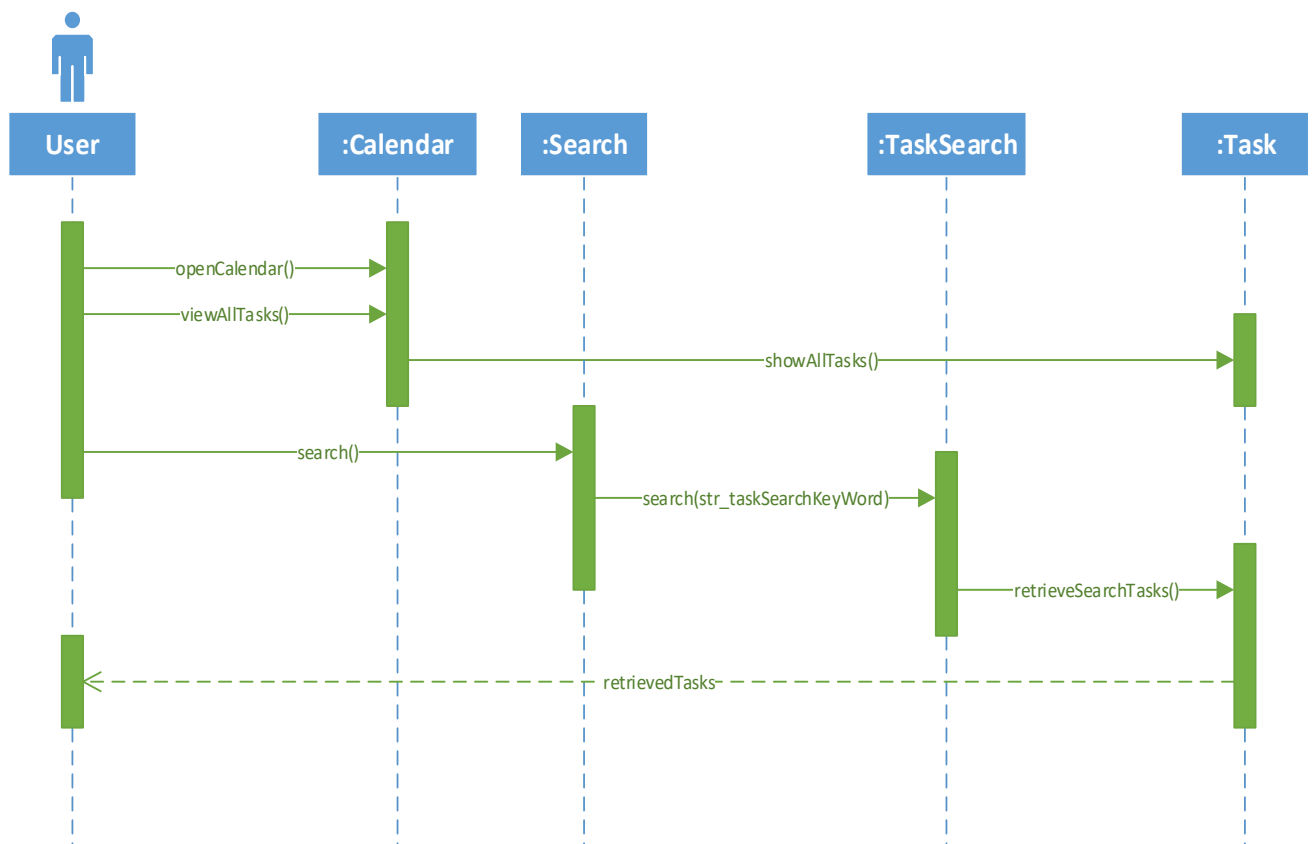 User
:Calendar
:Search
:TaskSearch
:Task
openCalendar()
viewAllTasks()
showAllTasks()
search()
search(str_taskSearchKeyWord)
retrieveSearchTasks()
retrievedTasks